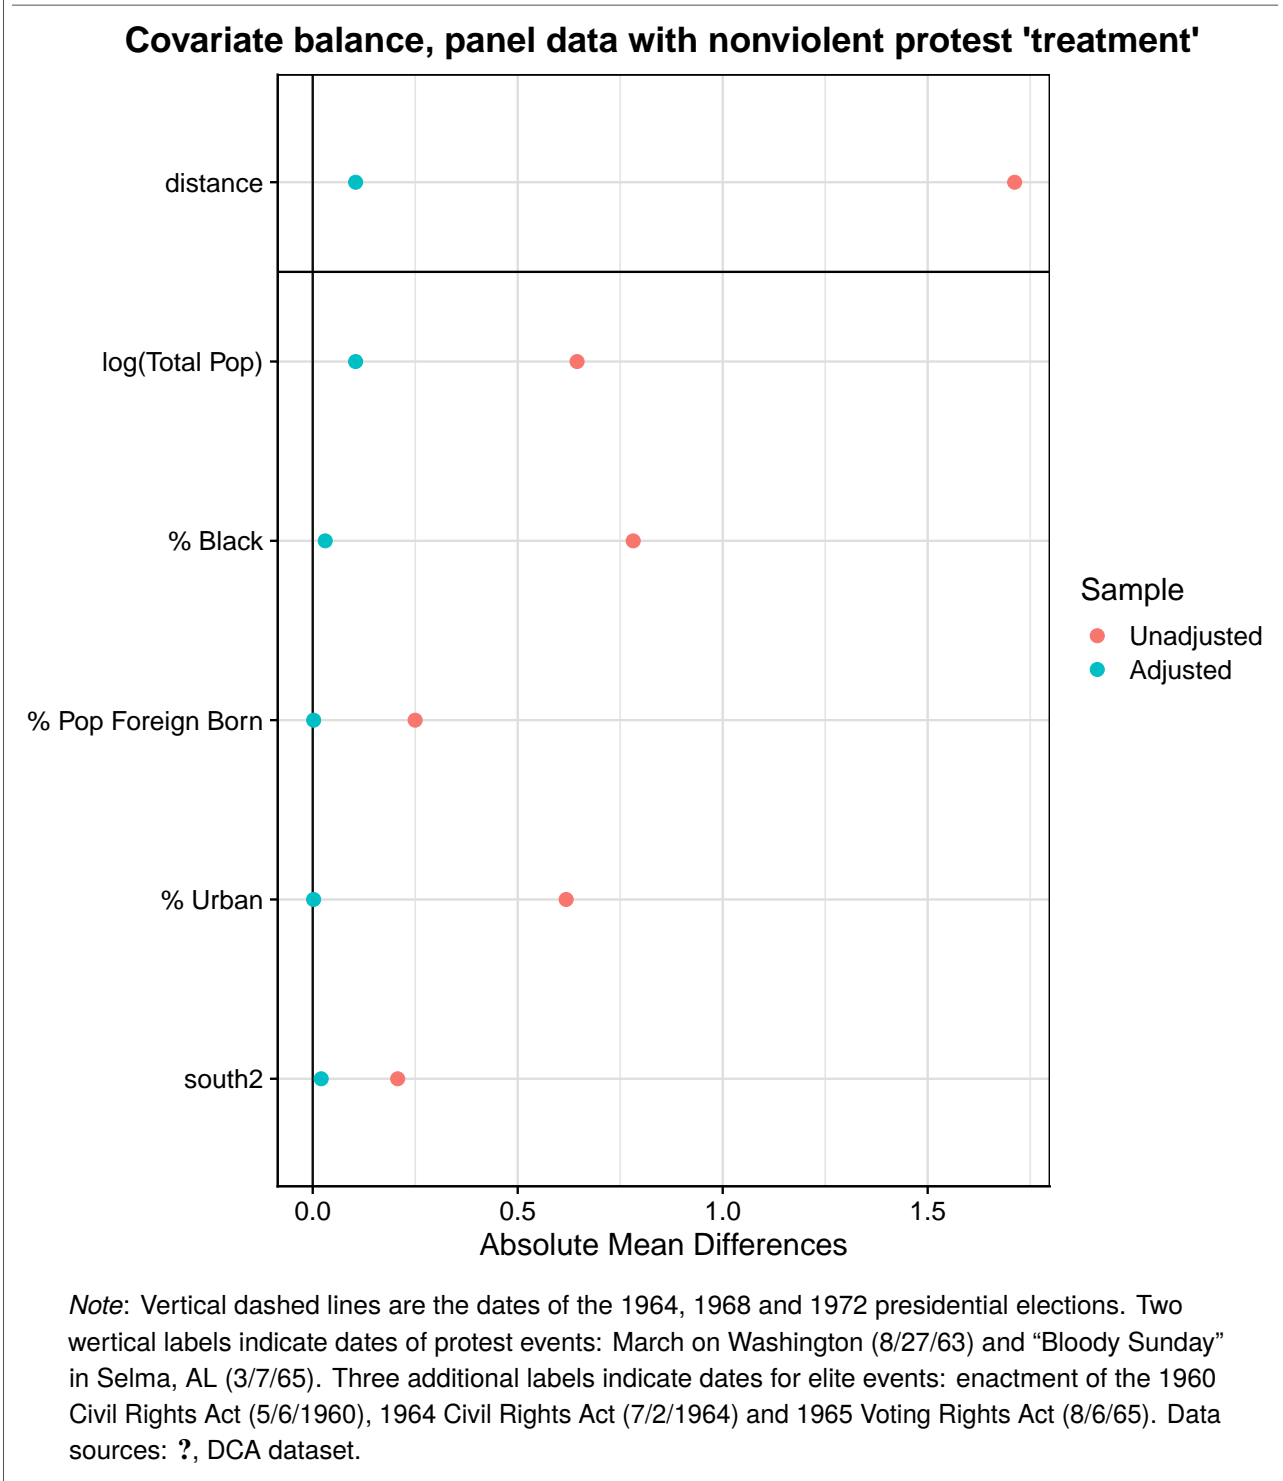 Covariate balance, panel data with nonviolent protest 'treatment'
distance
log(Total Pop)
% Black
% Pop Foreign Born
% Urban
south2
0.0 0.5 1.0 1.5
Absolute Mean Differences
Sample
Unadjusted
Adjusted
Note: Vertical dashed lines are the dates of the 1964, 1968 and 1972 presidential elections. Two
wertical labels indicate dates of protest events: March on Washington (8/27/63) and “Bloody Sunday”
in Selma, AL (3/7/65). Three additional labels indicate dates for elite events: enactment of the 1960
Civil Rights Act (5/6/1960), 1964 Civil Rights Act (7/2/1964) and 1965 Voting Rights Act (8/6/65). Data
sources: ?, DCA dataset.